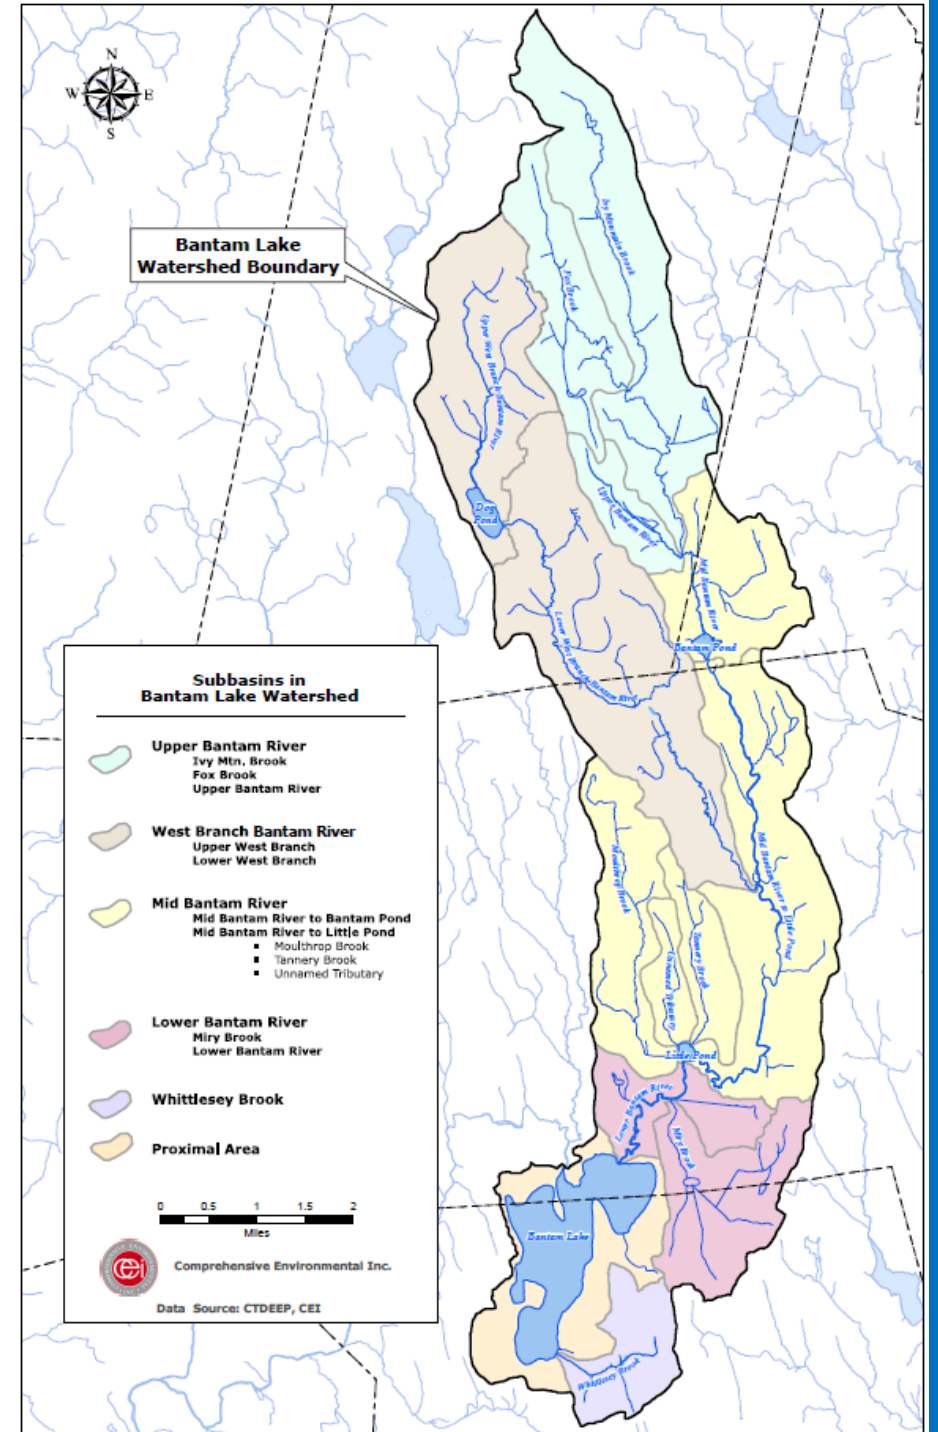 N
W E
S
Bantam Lake
Watershed Boundary
Ivy Mountain Brook
Fox Brook
Upper West Branch Bantam River
Dog
Pond
Upper Bantam River
Mid Bantam River
Bantam Pond
Lower West Branch Bantam River
Mid Bantam River to Little Pond
Moulthrop Brook
Tannery Brook
Unnamed Tributary
Little Pond
Lower Bantam River
Miry Brook
Bantam Lake
Whittlesey Brook
Subbasins in
Bantam Lake Watershed
Upper Bantam River
Ivy Mtn. Brook
Fox Brook
Upper Bantam River
West Branch Bantam River
Upper West Branch
Lower West Branch
Mid Bantam River
Mid Bantam River to Bantam Pond
Mid Bantam River to Little Pond
▪ Moulthrop Brook
▪ Tannery Brook
▪ Unnamed Tributary
Lower Bantam River
Miry Brook
Lower Bantam River
Whittlesey Brook
Proximal Area
0 0.5 1 1.5 2
Miles
cei
Comprehensive Environmental Inc.
Data Source: CTDEEP, CEI